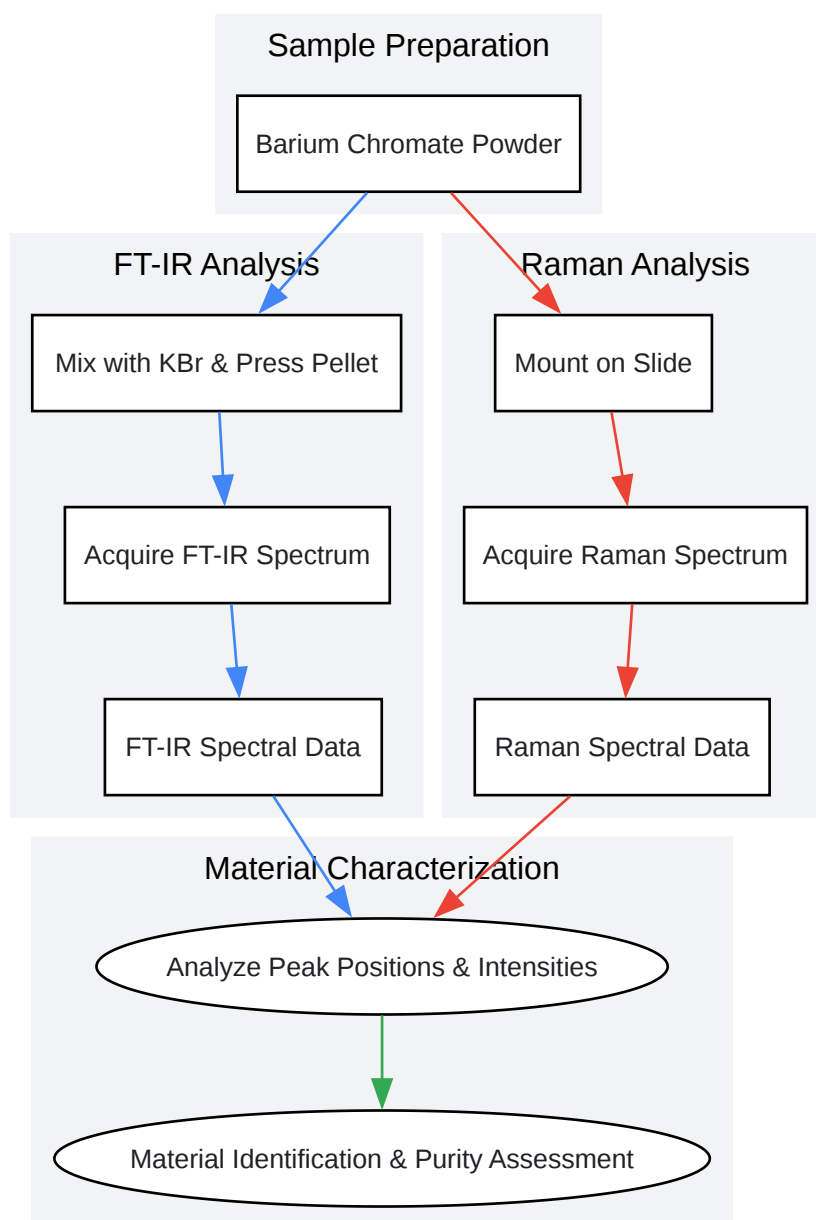 Sample Preparation
Barium Chromate Powder
FT-IR Analysis
Raman Analysis
Mix with KBr & Press Pellet
Mount on Slide
Acquire FT-IR Spectrum
Acquire Raman Spectrum
FT-IR Spectral Data
Raman Spectral Data
Material Characterization
Analyze Peak Positions & Intensities
Material Identification & Purity Assessment